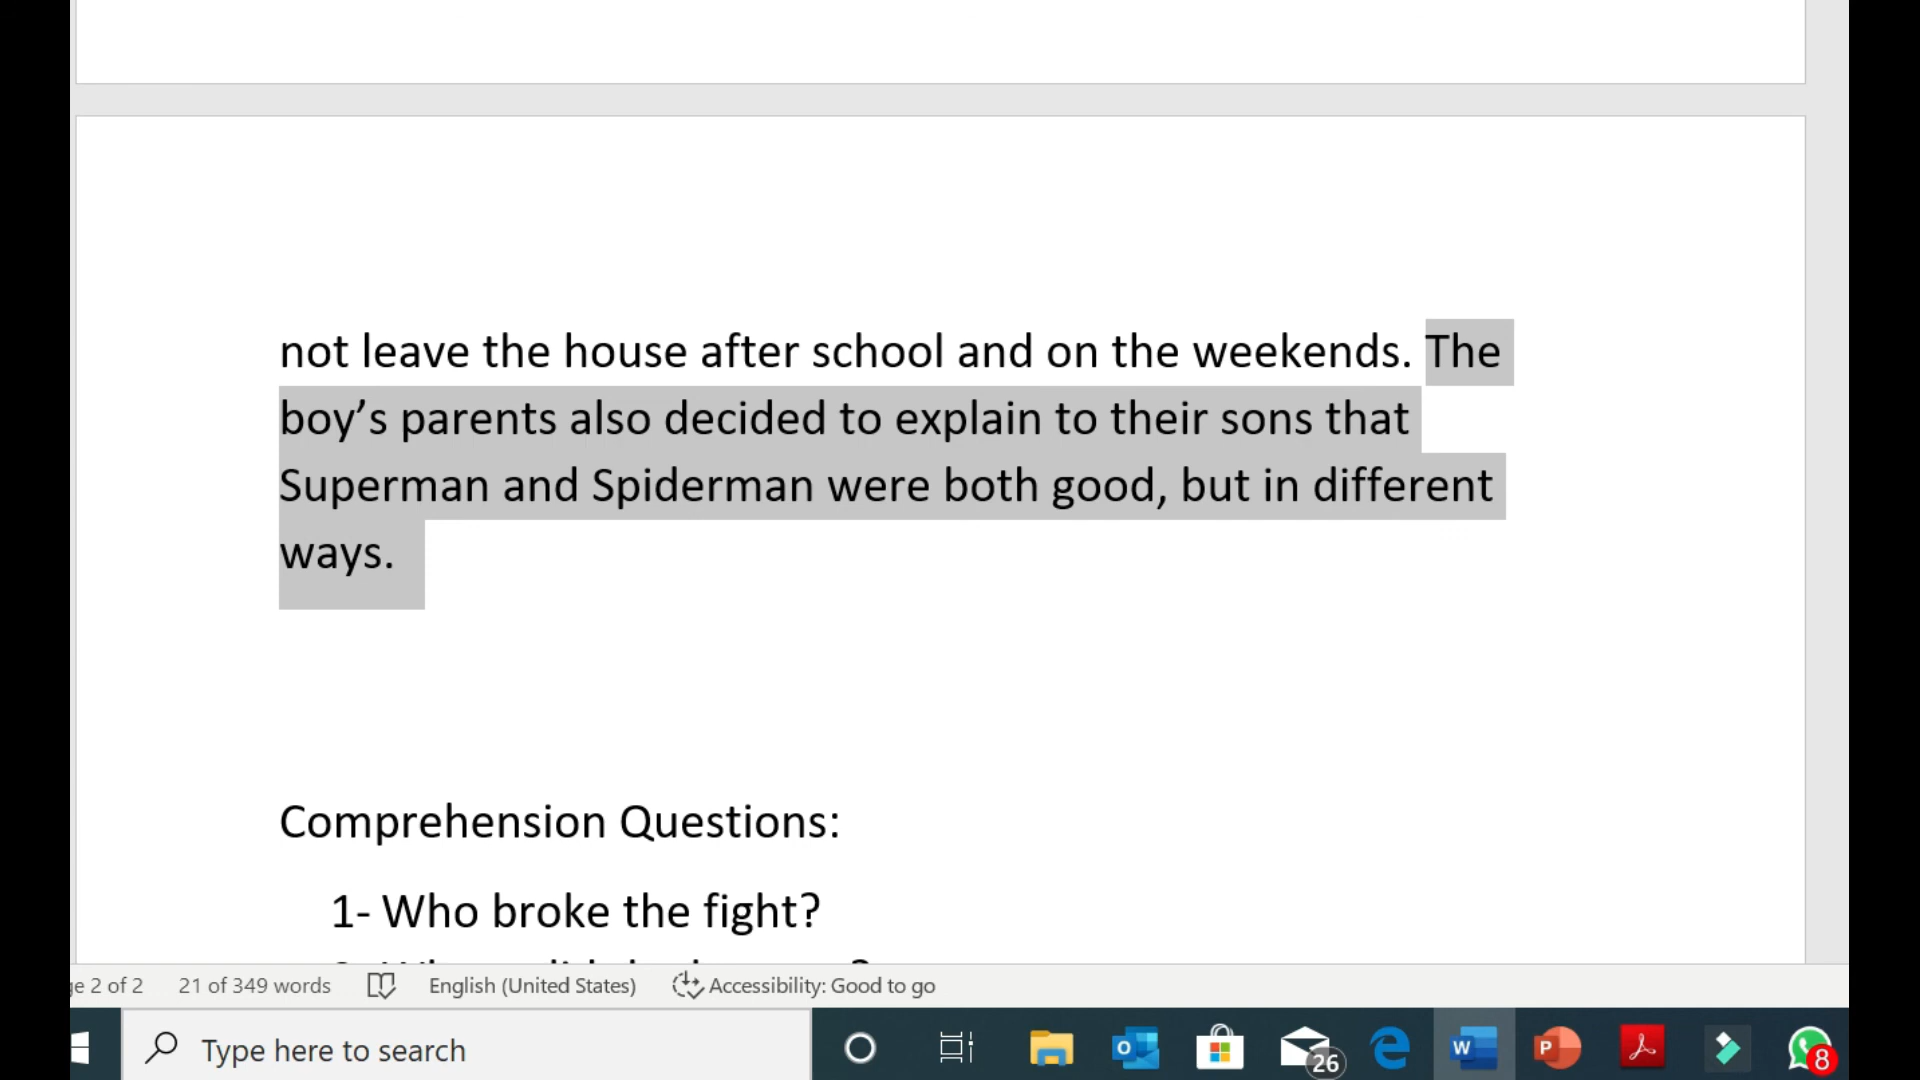 not leave the house after school and on the weekends. The
boy’s parents also decided to explain to their sons that
Superman and Spiderman were both good, but in different
ways.
Comprehension Questions:
1- Who broke the fight?
ge 2 of 2 21 of 349 words English (United States) Accessibility: Good to go
Type here to search
26
8